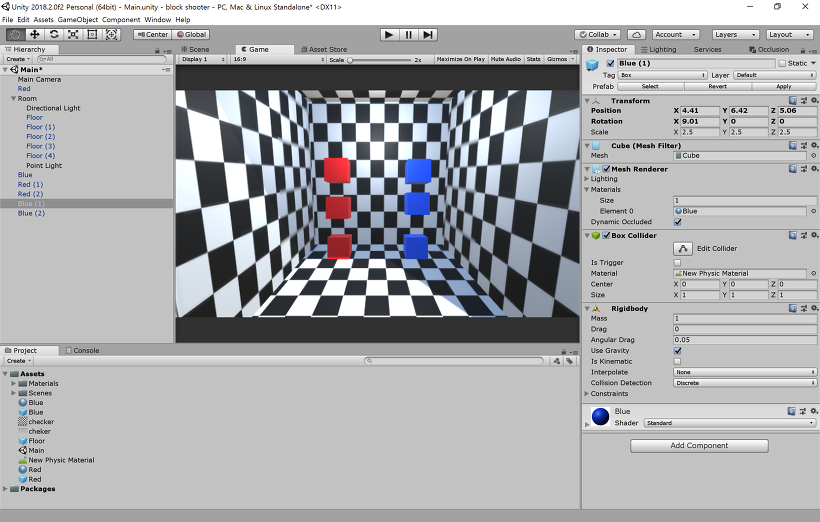 Unity 2018.2.0f2 Personal (64bit) - Main.unity - block shooter - PC, Mac & Linux Standalone* <DX11>
File Edit Assets GameObject Component Window Help
Center Global Collab Account Layers Layout
Hierarchy
Create All
Main*
Main Camera
Red
Room
Directional Light
Floor
Floor (1)
Floor (2)
Floor (3)
Floor (4)
Point Light
Blue
Red (1)
Red (2)
Blue (1)
Blue (2)
Scene Game Asset Store
Display 1 16:9 Scale 2x Maximize On Play Mute Audio Stats Gizmos
Project Console
Create
Assets
Materials
Scenes
Blue
Blue
checker
cheker
Floor
Main
New Physic Material
Red
Red
Packages
Inspector Lighting Services Occlusion
Blue (1) Static
Tag Box Layer Default
Prefab Select Revert Apply
Transform
Position X 4.41 Y 6.42 Z 5.06
Rotation X 9.01 Y 0 Z 0
Scale X 2.5 Y 2.5 Z 2.5
Cube (Mesh Filter)
Mesh Cube
Mesh Renderer
Lighting
Materials
Size 1
Element 0 Blue
Dynamic Occluded
Box Collider
Edit Collider
Is Trigger
Material New Physic Material
Center X 0 Y 0 Z 0
Size X 1 Y 1 Z 1
Rigidbody
Mass 1
Drag 0
Angular Drag 0.05
Use Gravity
Is Kinematic
Interpolate None
Collision Detection Discrete
Constraints
Blue
Shader Standard
Add Component